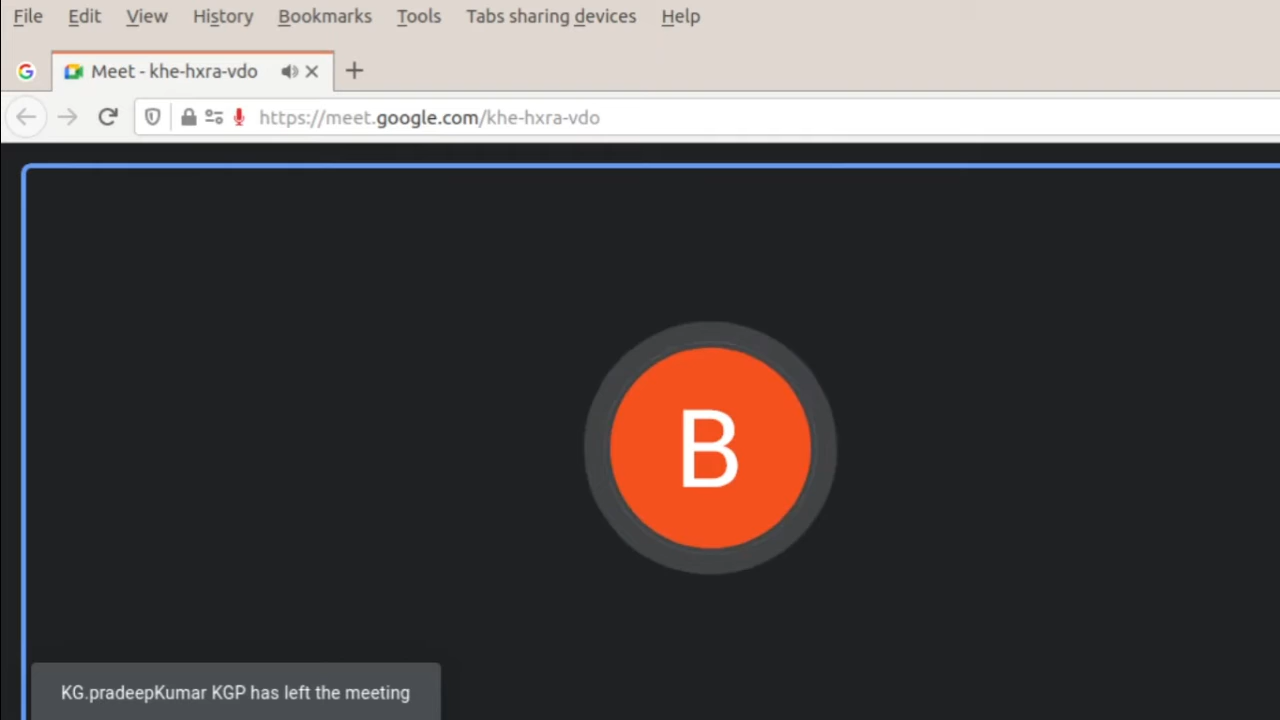 File Edit View History Bookmarks Tools Tabs sharing devices Help
G Meet - khe-hxra-vdo
https://meet.google.com/khe-hxra-vdo
B
KG.pradeepKumar KGP has left the meeting